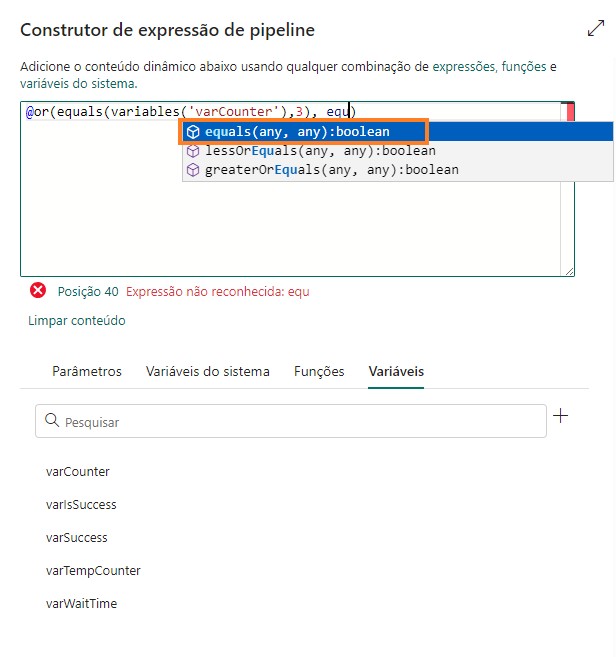 Construtor de expressão de pipeline
Adicione o conteúdo dinâmico abaixo usando qualquer combinação de expressões, funções e
variáveis do sistema.
@or(equals(variables('varCounter'),3), equ)
equals(any, any):boolean
lessOrEquals(any, any):boolean
greaterOrEquals(any, any):boolean
Posição 40 Expressão não reconhecida: equ
Limpar conteúdo
Parâmetros Variáveis do sistema Funções Variáveis
Pesquisar
varCounter
varIsSuccess
varSuccess
varTempCounter
varWaitTime